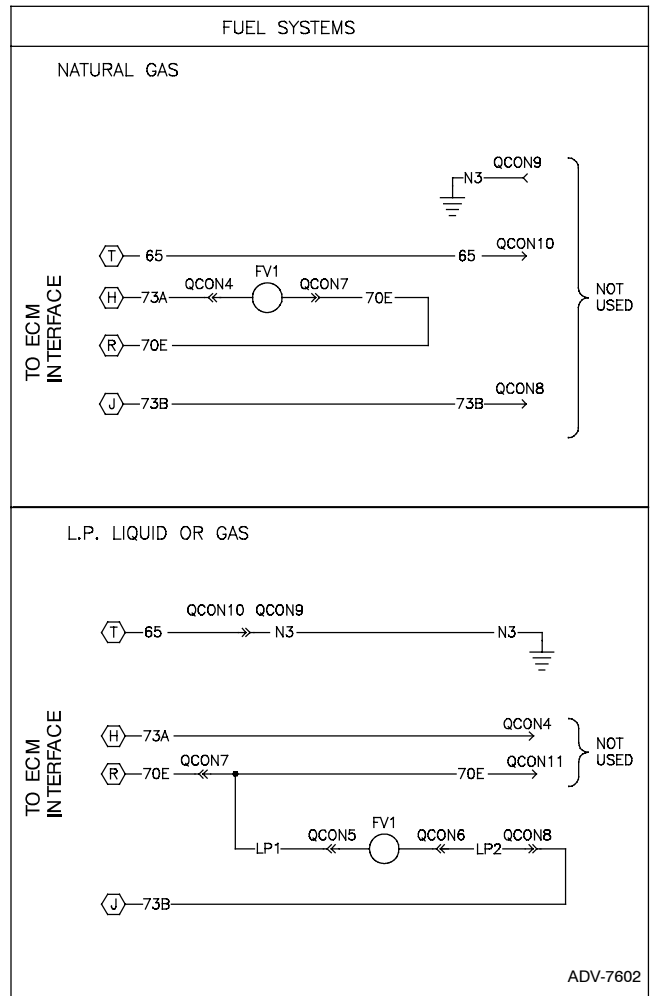 FUEL SYSTEMS
NATURAL GAS
QCON9
N3
QCON10
T 65 65
FV1
QCON4 QCON7
H 73A 70E
NOT
USED
TO ECM
INTERFACE
R 70E
QCON8
J 73B 73B
L.P. LIQUID OR GAS
QCON10 QCON9
T 65 N3 N3
QCON4
H 73A
NOT
USED
QCON7 QCON11
R 70E 70E
TO ECM
INTERFACE
FV1
QCON5 QCON6 QCON8
LP1 LP2
J 73B
ADV-7602